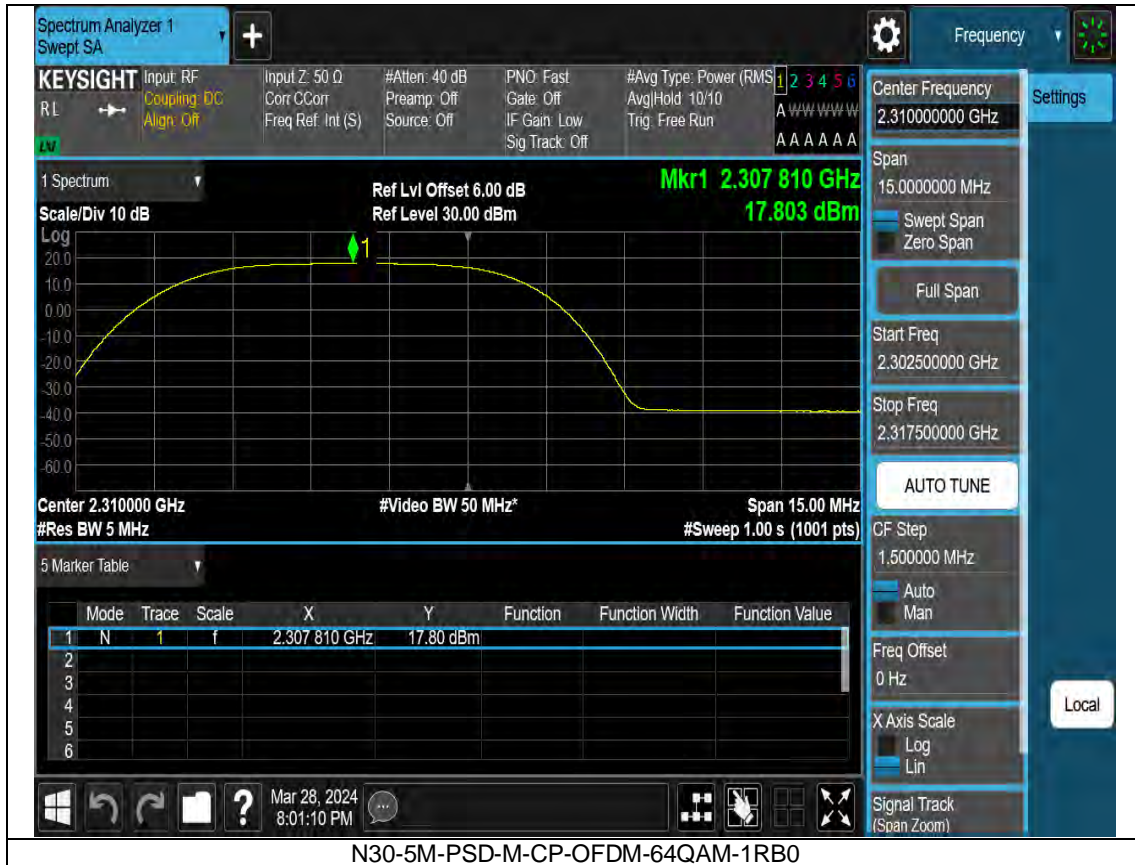 Spectrum Analyzer 1
Swept SA
Frequency
KEYSIGHT
RL
Input: RF
Coupling: DC
Align: Off
Input Z: 50 Ω
Corr CCorr
Freq Ref: Int (S)
#Atten: 40 dB
Preamp: Off
Source: Off
PNO: Fast
Gate: Off
IF Gain: Low
Sig Track: Off
#Avg Type: Power (RMS
Avg|Hold: 10/10
Trig: Free Run
1 2 3 4 5 6
A W W W W W
A A A A A A
1 Spectrum
Scale/Div 10 dB
Ref Lvl Offset 6.00 dB
Ref Level 30.00 dBm
Mkr1 2.307 810 GHz
17.803 dBm
Log
1
20.0
10.0
0.00
-10.0
-20.0
-30.0
-40.0
-50.0
-60.0
Center 2.310000 GHz
#Res BW 5 MHz
#Video BW 50 MHz*
Span 15.00 MHz
#Sweep 1.00 s (1001 pts)
5 Marker Table
Mode Trace Scale X Y Function Function Width Function Value
1 N 1 f 2.307 810 GHz 17.80 dBm
2
3
4
5
6
Mar 28, 2024
8:01:10 PM
Center Frequency
2.310000000 GHz
Settings
Span
15.0000000 MHz
Swept Span
Zero Span
Full Span
Start Freq
2.302500000 GHz
Stop Freq
2.317500000 GHz
AUTO TUNE
CF Step
1.500000 MHz
Auto
Man
Freq Offset
0 Hz
X Axis Scale
Log
Lin
Signal Track
(Span Zoom)
Local
N30-5M-PSD-M-CP-OFDM-64QAM-1RB0